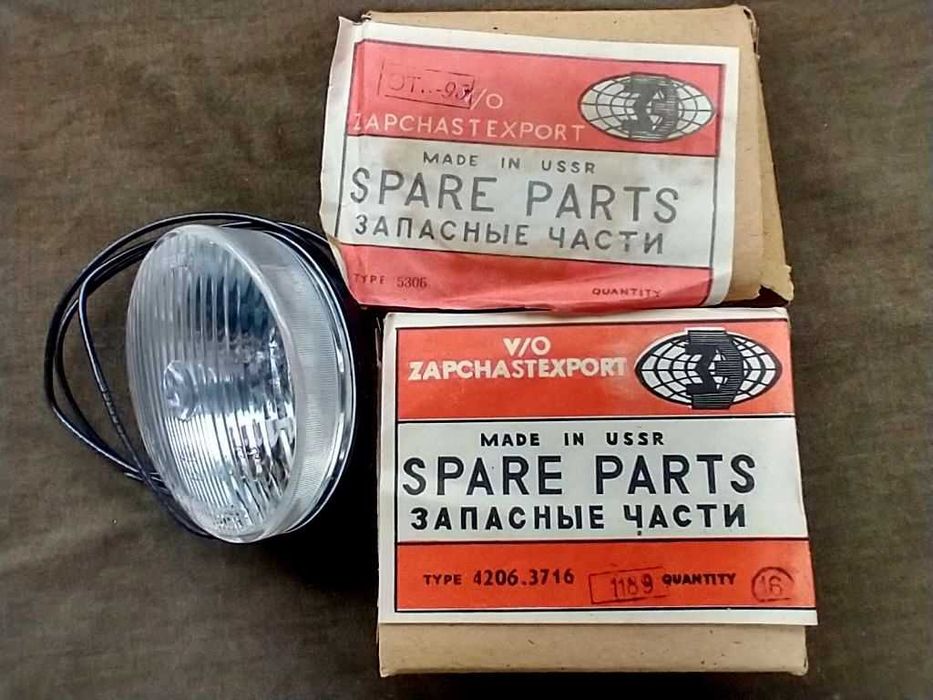 V/O
ZAPCHASTEXPORT
MADE IN USSR
SPARE PARTS
ЗАПАСНЫЕ ЧАСТИ
TYPE 5306
QUANTITY
V/O
ZAPCHASTEXPORT
MADE IN USSR
SPARE PARTS
ЗАПАСНЫЕ ЧАСТИ
TYPE 4206.3716 1189 QUANTITY 16